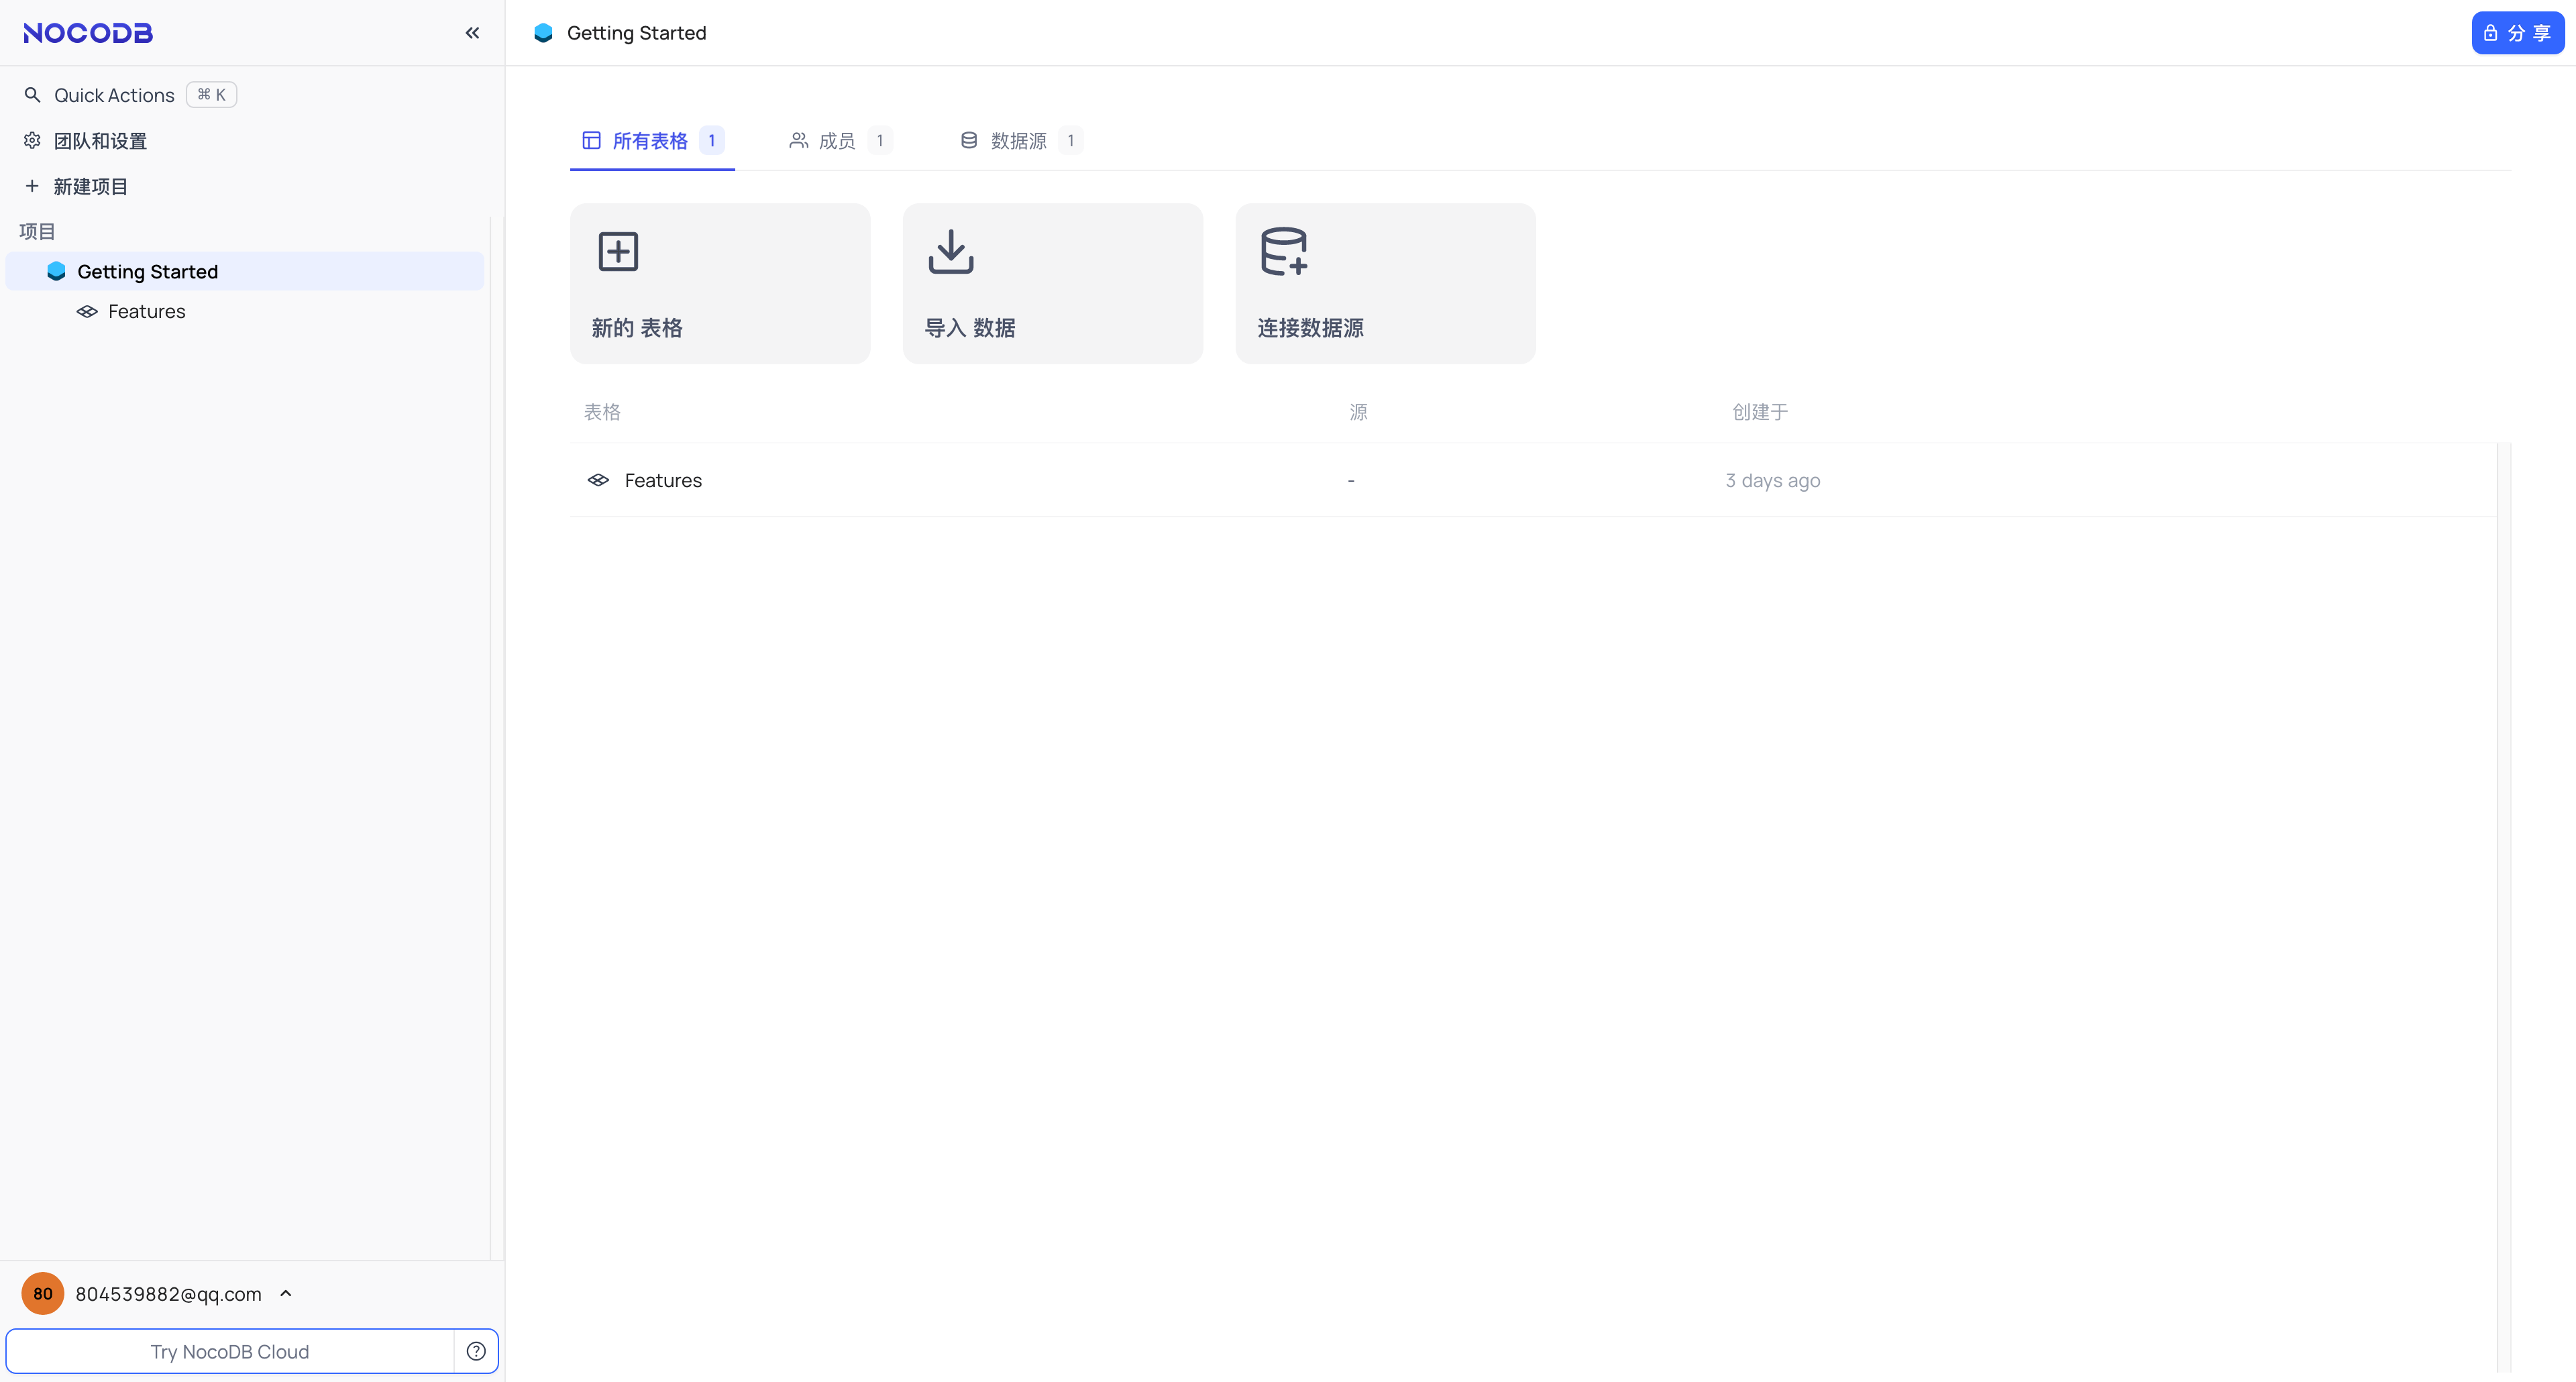 NOCODB
Getting Started
分 享
Quick Actions ⌘ K
团队和设置
新建项目
项目
Getting Started
Features
所有表格 1
成员 1
数据源 1
新的 表格
导入 数据
连接数据源
表格 源 创建于
Features - 3 days ago
80 804539882@qq.com
Try NocoDB Cloud